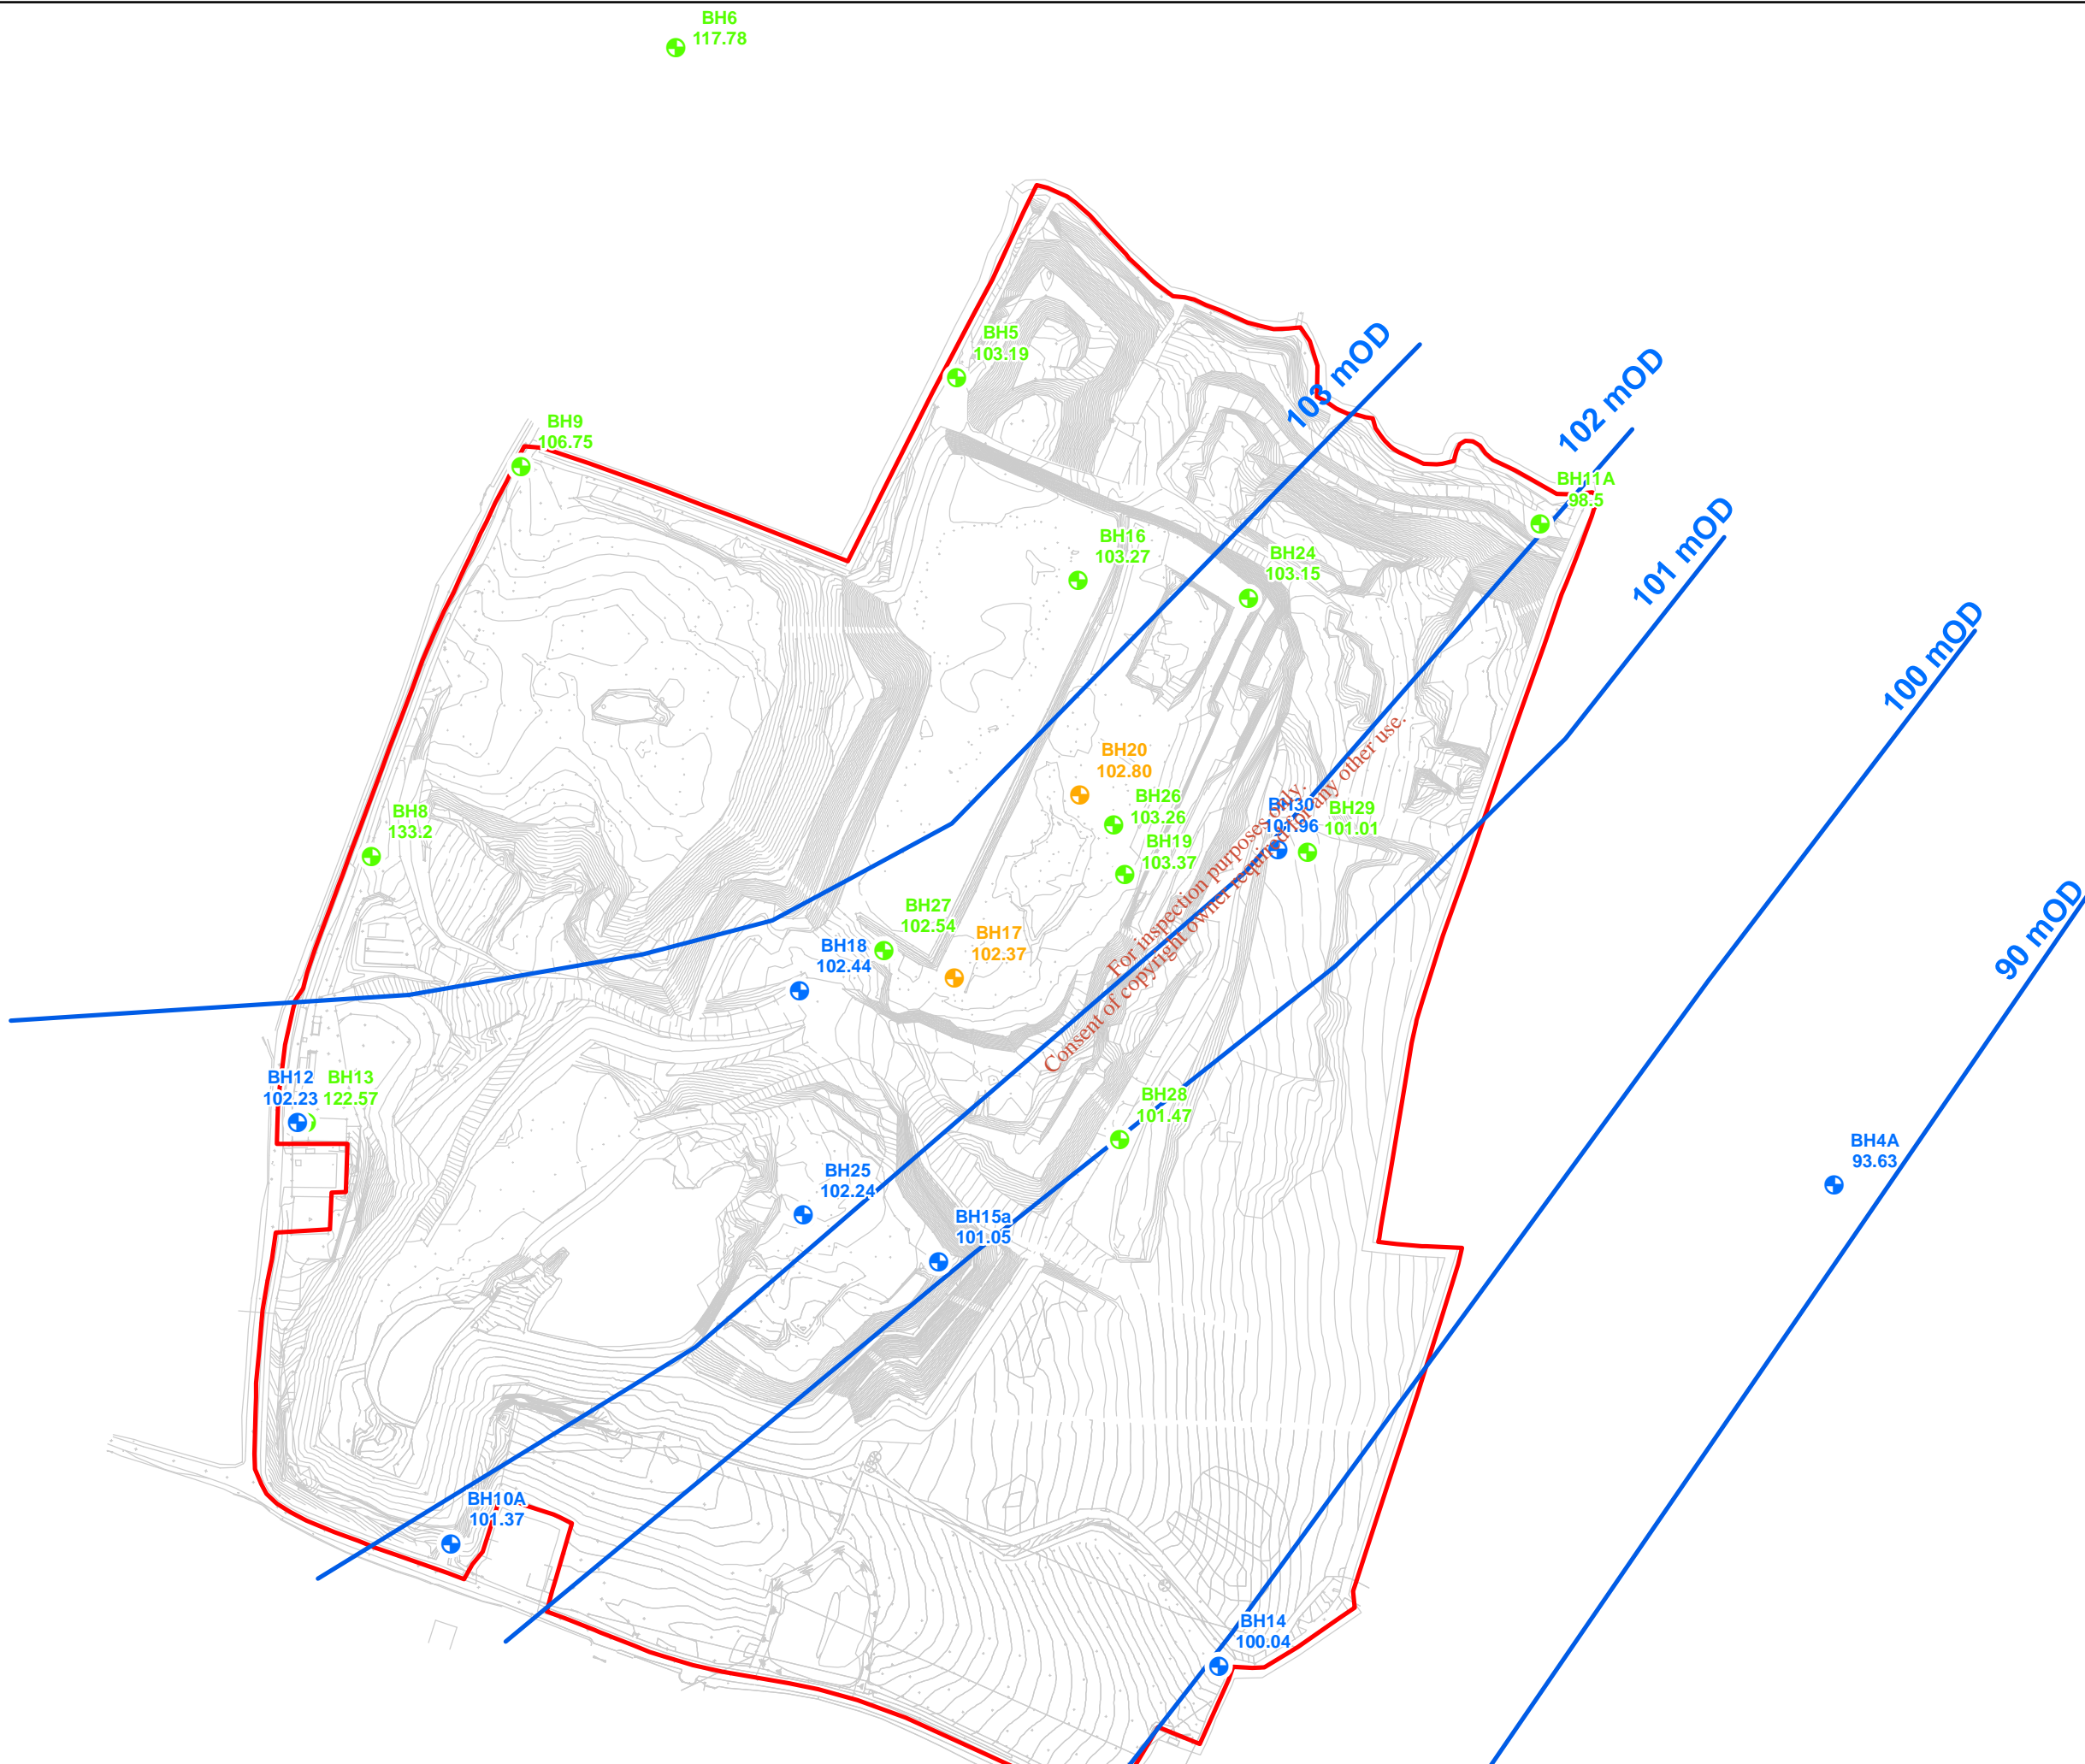 BH6
117.78
BH5
103.19
103 mOD
102 mOD
BH9
106.75
BH11A
98.5
101 mOD
BH16
103.27
BH24
103.15
100 mOD
BH20
102.80
BH26
103.26
BH30
101.96
BH29
101.01
BH8
133.2
BH19
103.37
For inspection purposes only.
Consent of copyright owner required for any other use.
BH27
102.54
BH17
102.37
BH18
102.44
90 mOD
BH12
102.23
BH13
122.57
BH28
101.47
BH4A
93.63
BH25
102.24
BH15a
101.05
BH10A
101.37
BH14
100.04